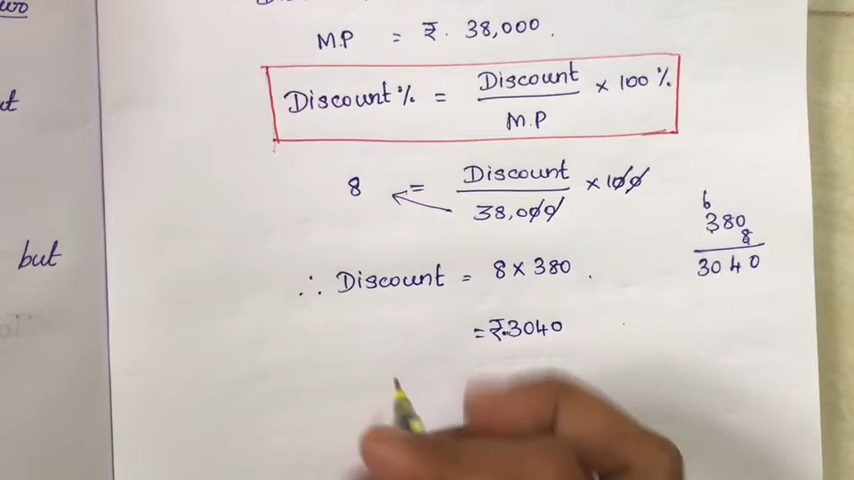 M.P = ₹. 38,000.
Discount % = Discount / M.P × 100 %
8 = Discount / 38,000 × 100
∴ Discount = 8 × 380.
= ₹.3040
6
380
8
3040
but